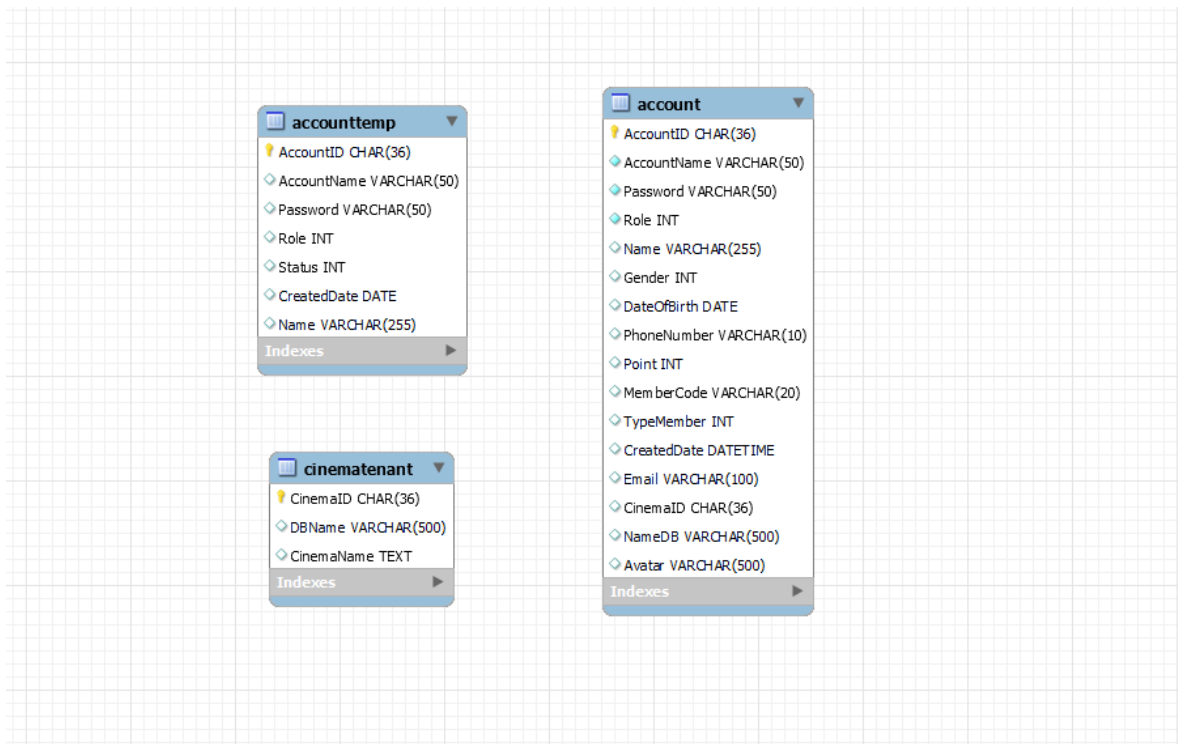 accounttemp
AccountID CHAR(36)
AccountName VARCHAR(50)
Password VARCHAR(50)
Role INT
Status INT
CreatedDate DATE
Name VARCHAR(255)
Indexes
cinematenant
CinemaID CHAR(36)
DBName VARCHAR(500)
CinemaName TEXT
Indexes
account
AccountID CHAR(36)
AccountName VARCHAR(50)
Password VARCHAR(50)
Role INT
Name VARCHAR(255)
Gender INT
DateOfBirth DATE
PhoneNumber VARCHAR(10)
Point INT
MemberCode VARCHAR(20)
TypeMember INT
CreatedDate DATETIME
Email VARCHAR(100)
CinemaID CHAR(36)
NameDB VARCHAR(500)
Avatar VARCHAR(500)
Indexes